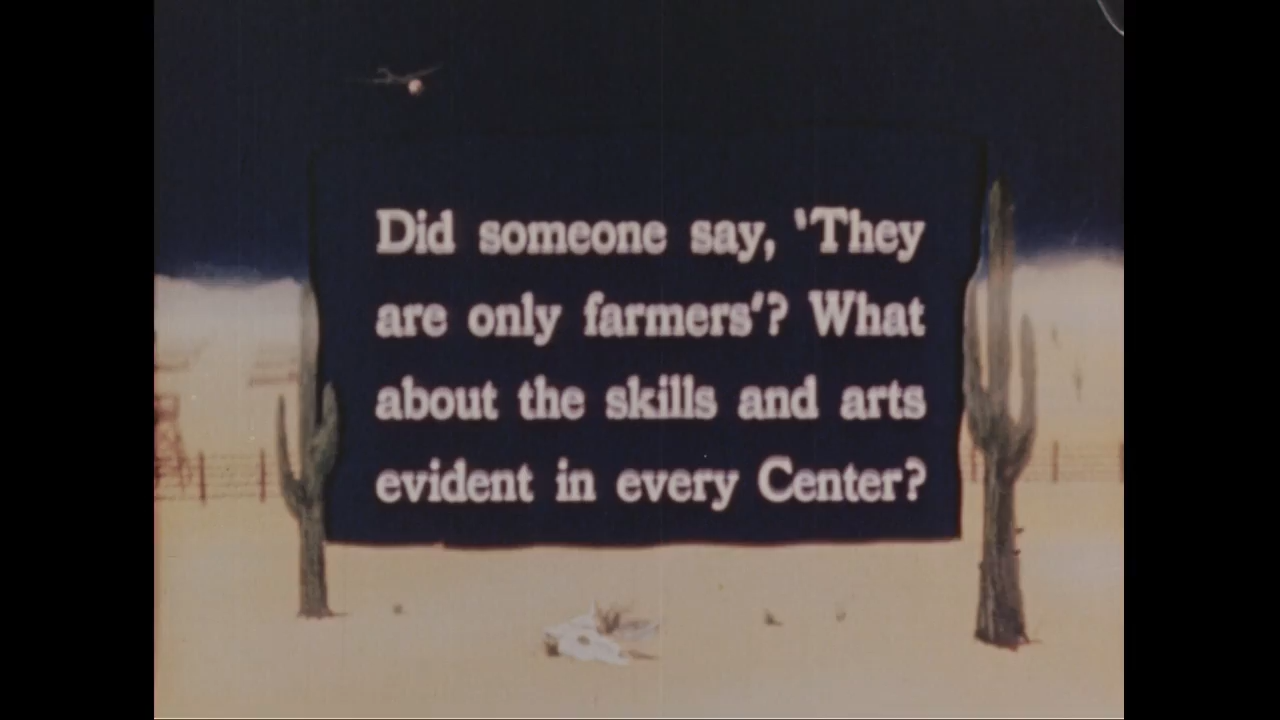 Did someone say, 'They
are only farmers'? What
about the skills and arts
evident in every Center?